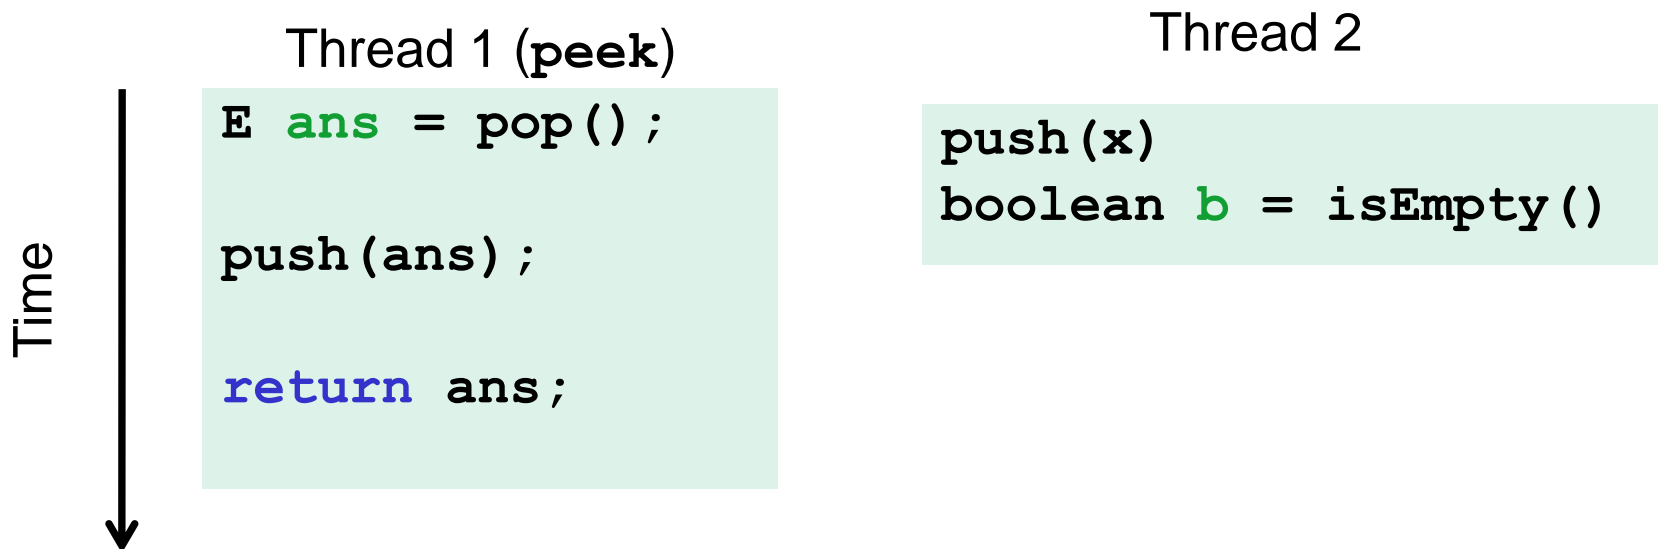 Time
Thread 1 (peek)
E ans = pop();
push(ans);
return ans;
Thread 2
push(x)
boolean b = isEmpty()